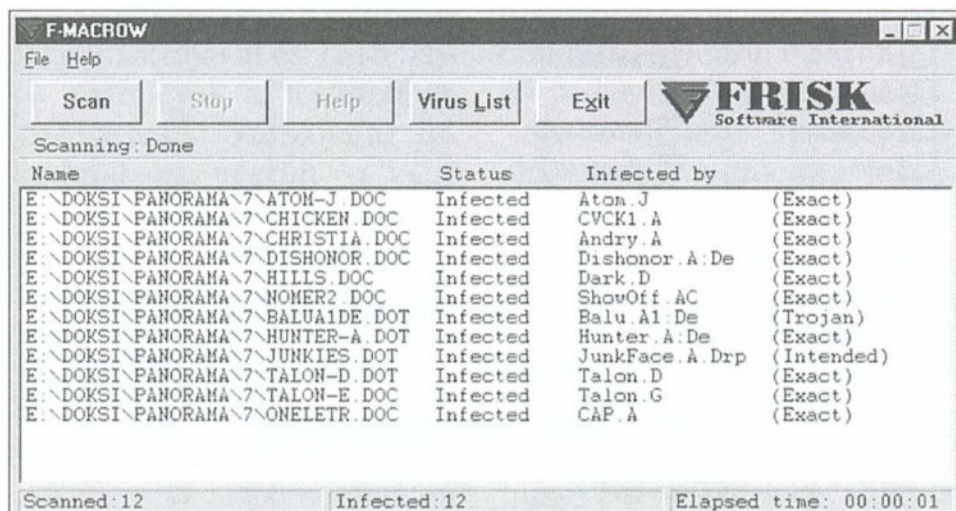 F-MACROW
File Help
Scan Stop Help Virus List Exit FRISK
Software International
Scanning:Done
Name Status Infected by
E:\DOKSI\PANORAMA\7\ATOM-J.DOC Infected Atom.J (Exact)
E:\DOKSI\PANORAMA\7\CHICKEN.DOC Infected CVCK1.A (Exact)
E:\DOKSI\PANORAMA\7\CHRISTIA.DOC Infected Andry.A (Exact)
E:\DOKSI\PANORAMA\7\DISHONOR.DOC Infected Dishonor.A:De (Exact)
E:\DOKSI\PANORAMA\7\HILLS.DOC Infected Dark.D (Exact)
E:\DOKSI\PANORAMA\7\NOMER2.DOC Infected ShowOff.AC (Exact)
E:\DOKSI\PANORAMA\7\BALUA1DE.DOT Infected Balu.A1:De (Trojan)
E:\DOKSI\PANORAMA\7\HUNTER-A.DOT Infected Hunter.A:De (Exact)
E:\DOKSI\PANORAMA\7\JUNKIES.DOT Infected JunkFace.A.Drp (Intended)
E:\DOKSI\PANORAMA\7\TALON-D.DOT Infected Talon.D (Exact)
E:\DOKSI\PANORAMA\7\TALON-E.DOC Infected Talon.G (Exact)
E:\DOKSI\PANORAMA\7\ONELETR.DOC Infected CAP.A (Exact)
Scanned:12 Infected:12 Elapsed time: 00:00:01